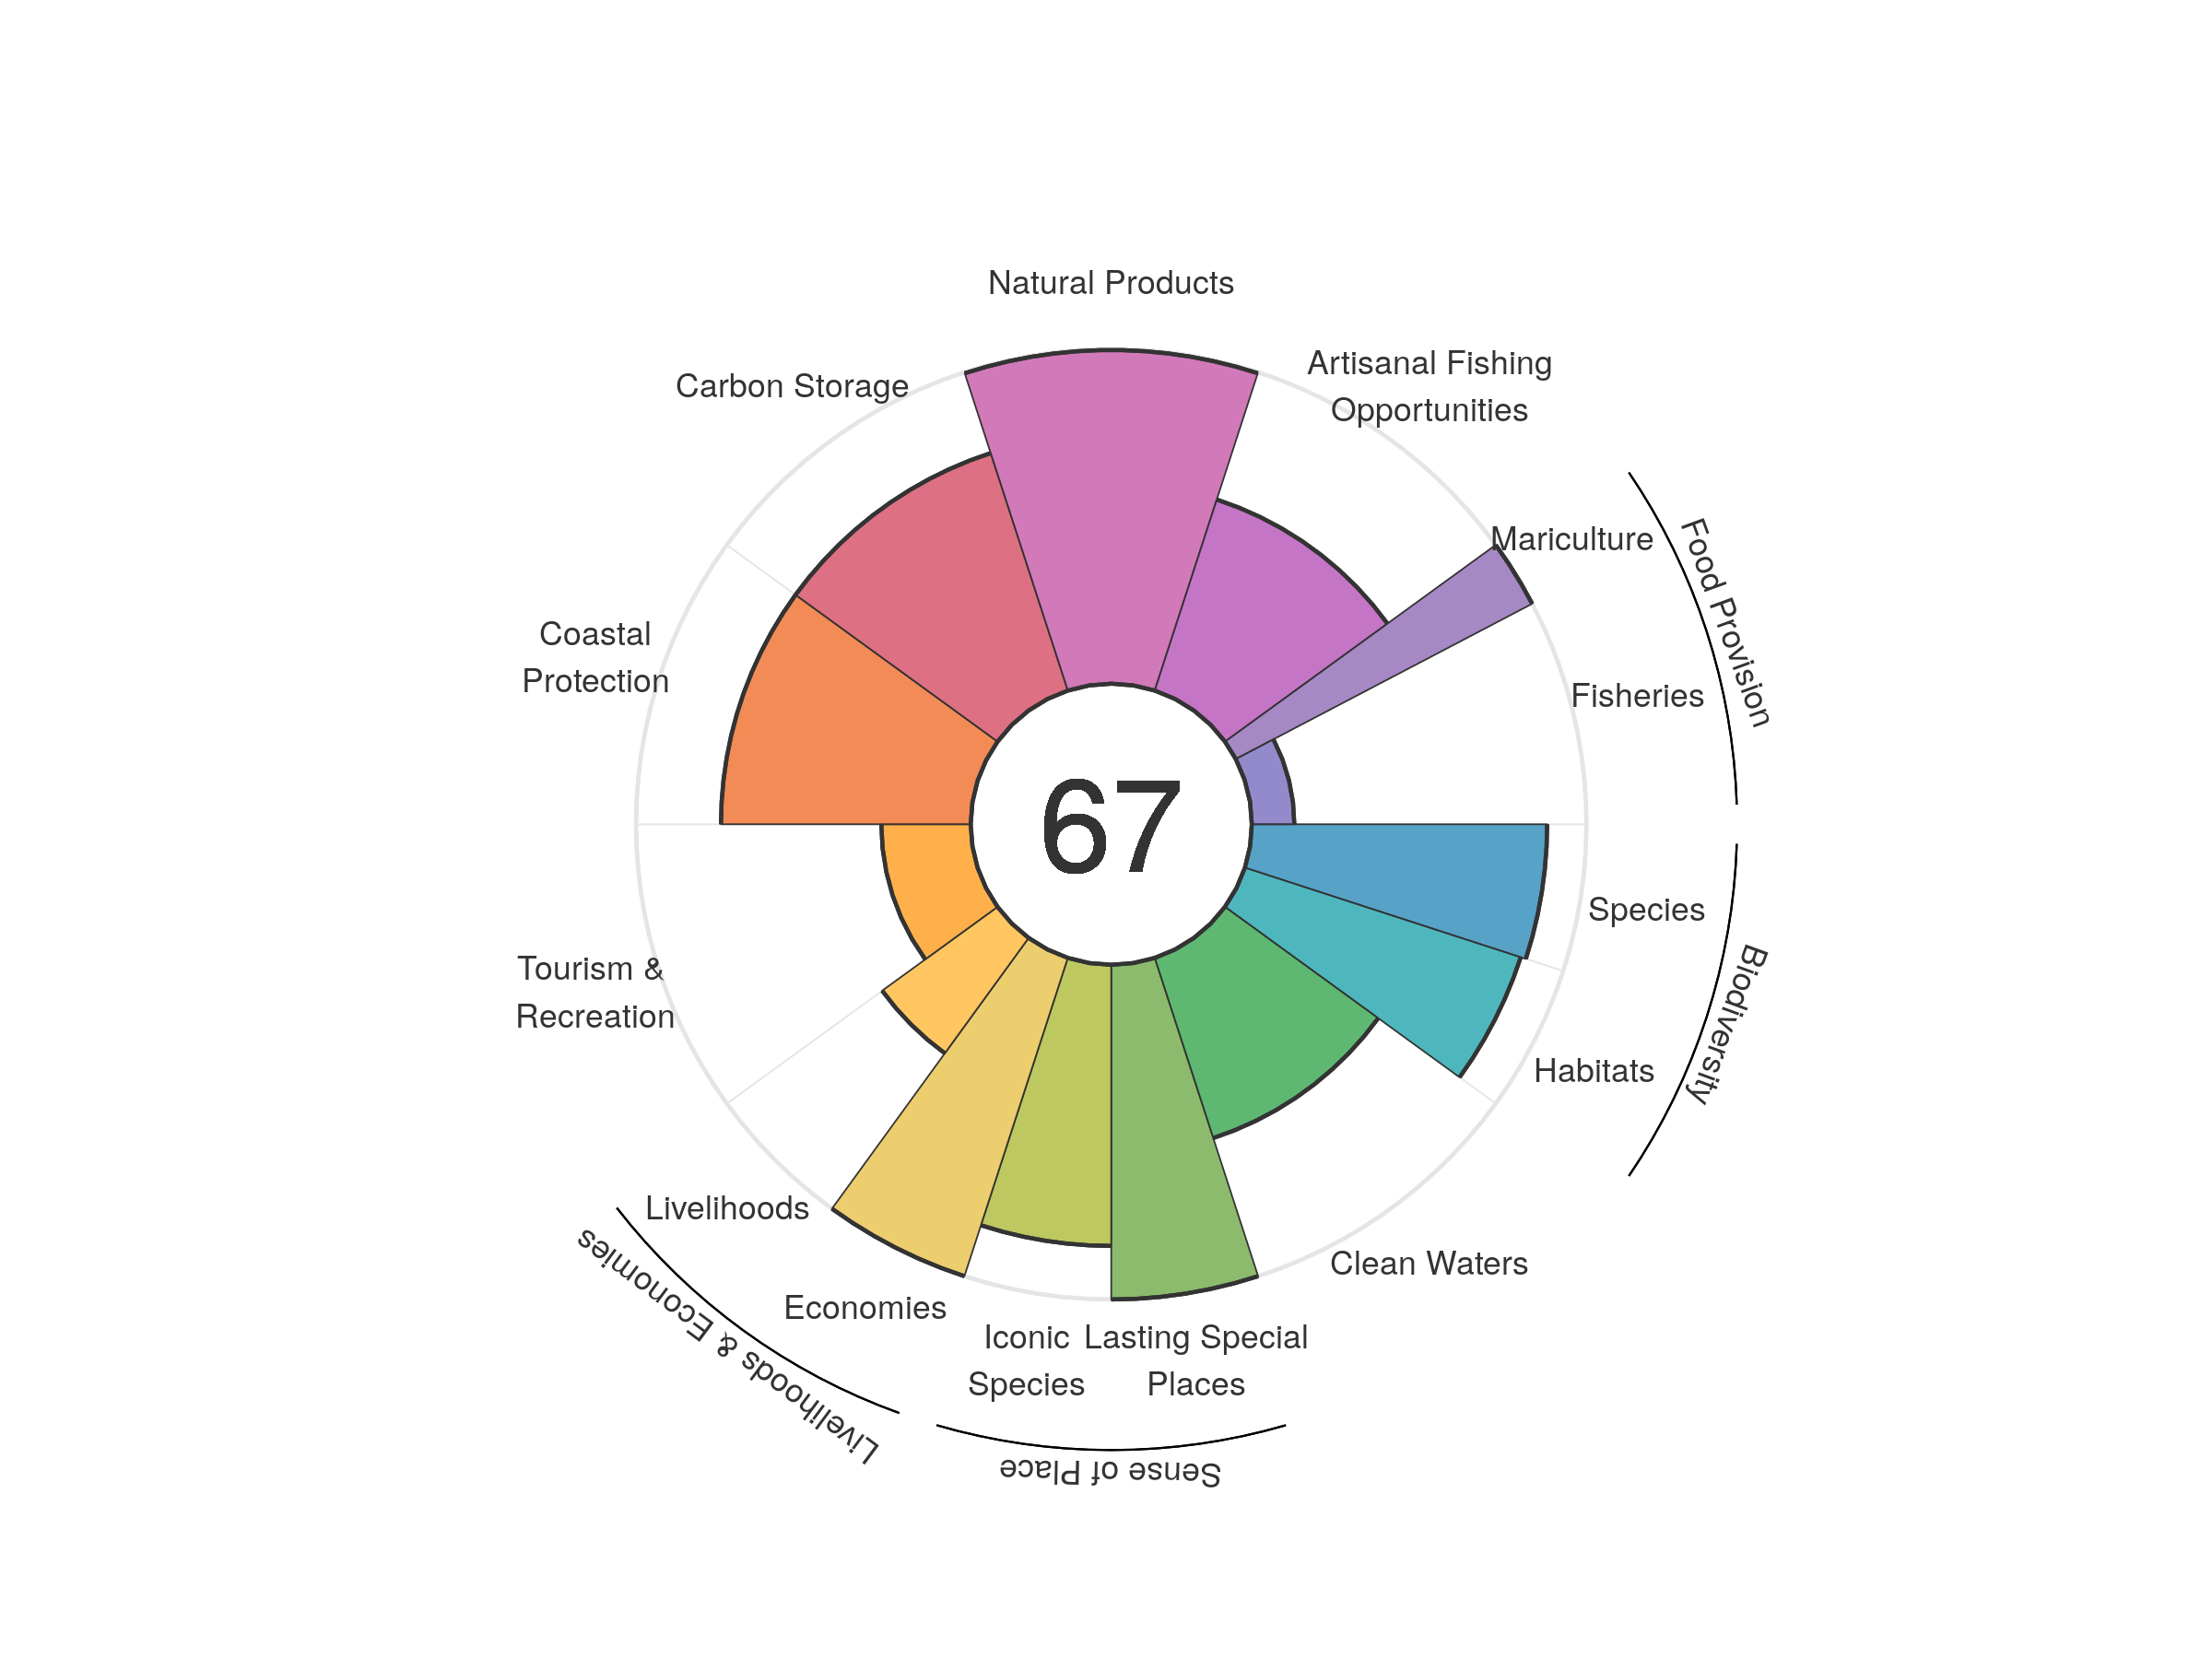 Natural Products
Artisanal Fishing
Opportunities
Carbon Storage
Mariculture
Food Provision
Fisheries
Coastal
Protection
67
Species
Biodiversity
Habitats
Tourism &
Recreation
Livelihoods
Economies
Livelihoods & Economies
Iconic
Species
Lasting Special
Places
Sense of Place
Clean Waters